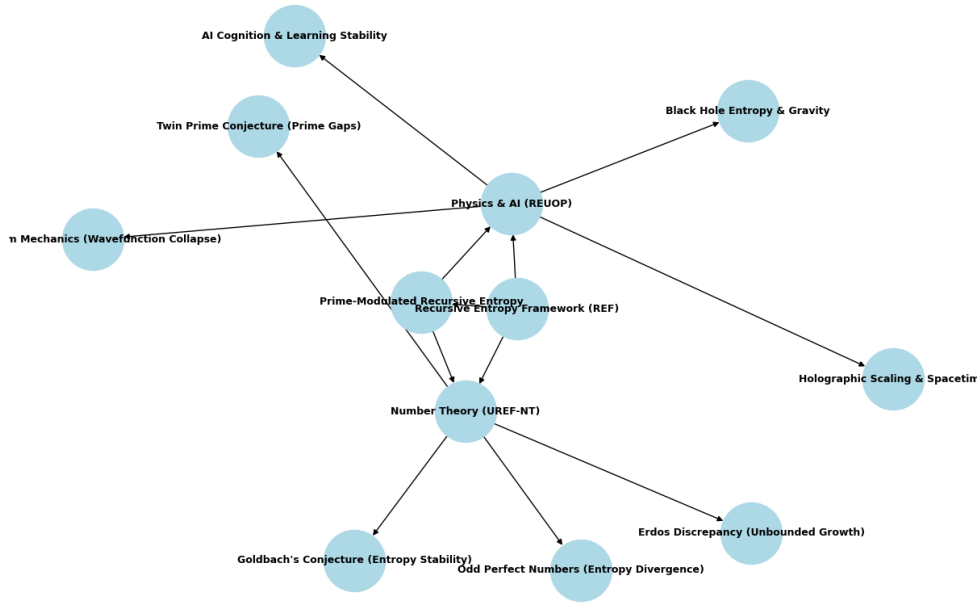 AI Cognition & Learning Stability
Black Hole Entropy & Gravity
Twin Prime Conjecture (Prime Gaps)
Physics & AI (REUOP)
Mechanics (Wavefunction Collapse)
Prime-Modulated Recursive Entropy
Recursive Entropy Framework (REF)
Holographic Scaling &
Number Theory (UREF-NT)
Erdos Discrepancy (Unbounded Growth)
Goldbach's Conjecture (Entropy Stability)
Odd Perfect Numbers (Entropy Divergence)